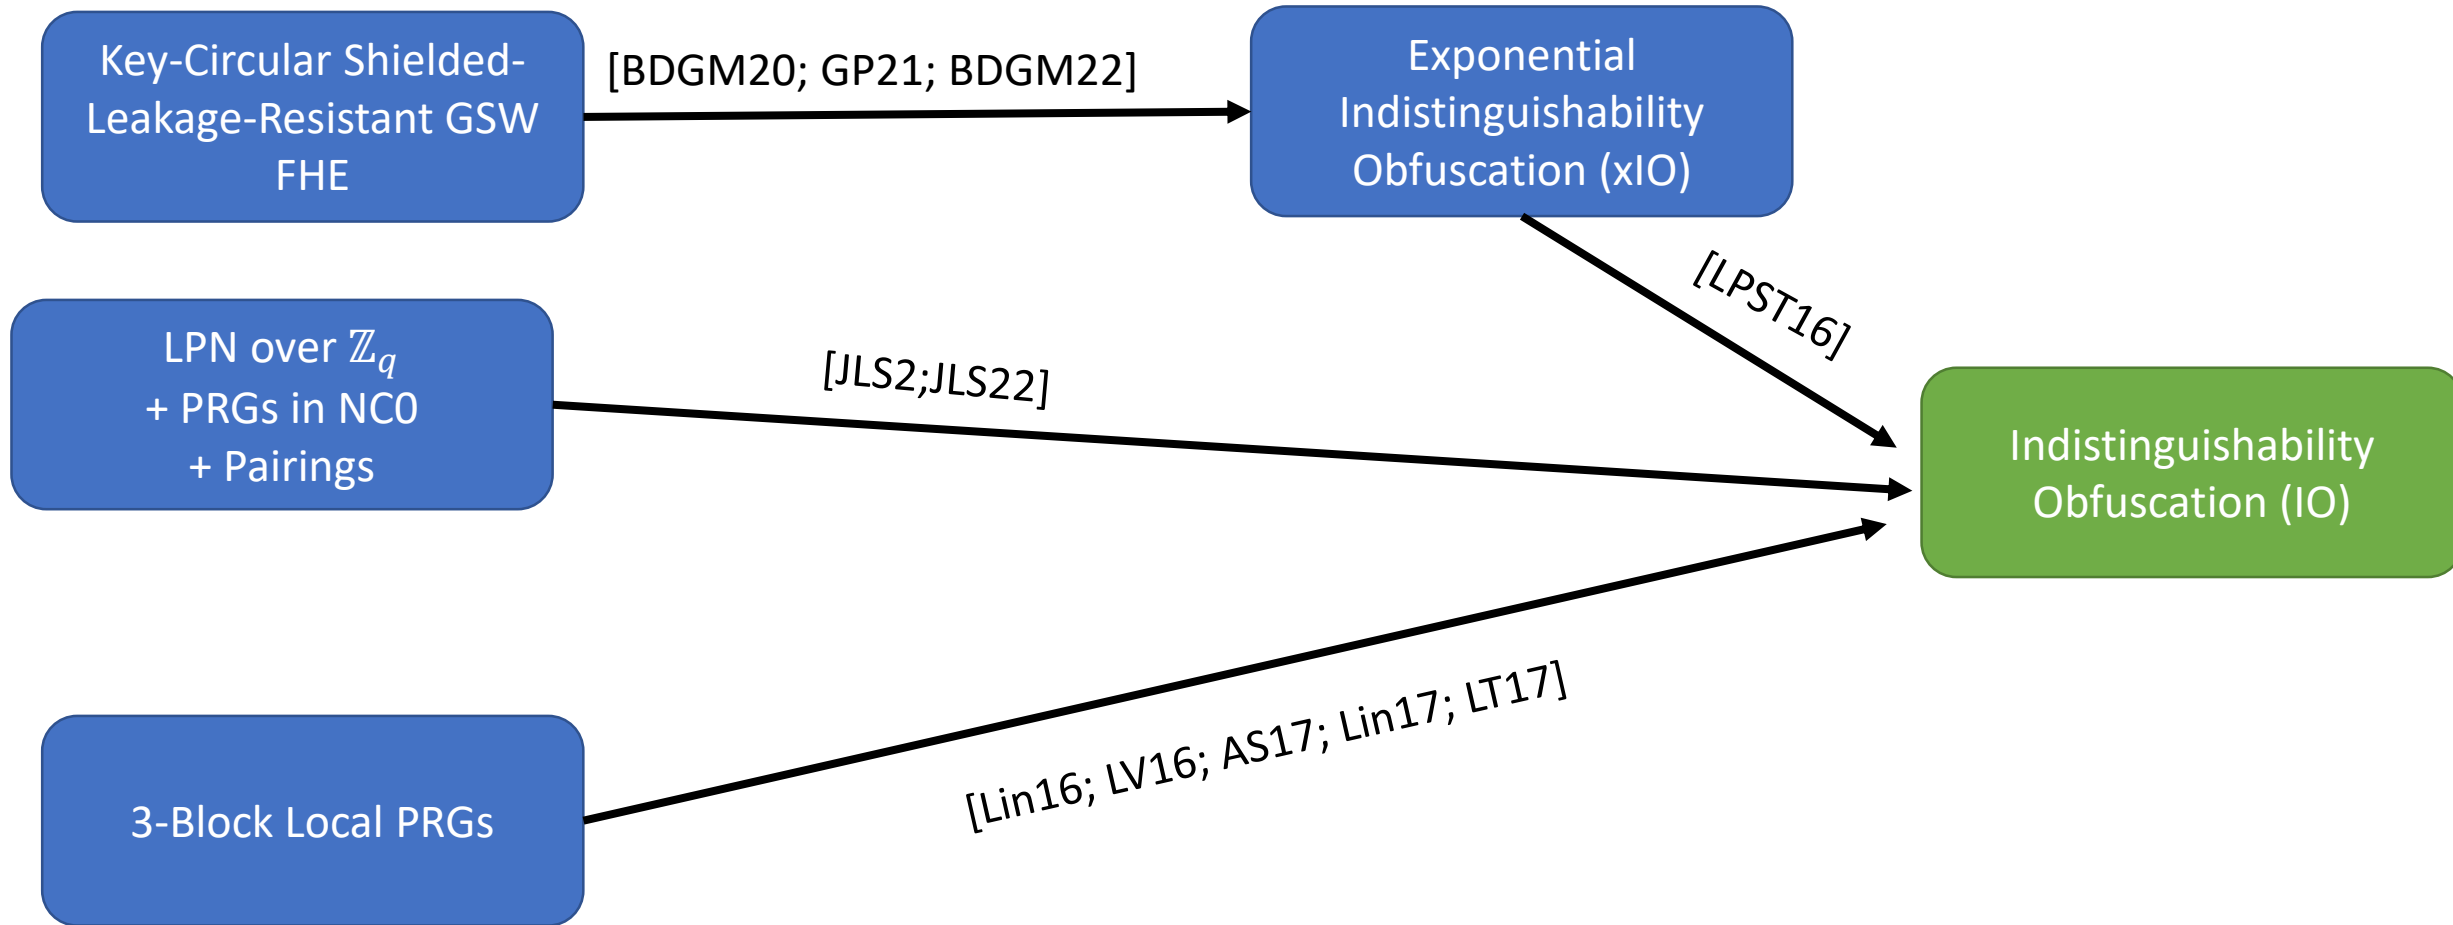 Key-Circular Shielded-
Leakage-Resistant GSW
FHE
[BDGM20; GP21; BDGM22]
Exponential
Indistinguishability
Obfuscation (xIO)
[LPST16]
LPN over ℤ_q
+ PRGs in NC0
+ Pairings
[JLS2;JLS22]
Indistinguishability
Obfuscation (IO)
3-Block Local PRGs
[Lin16; LV16; AS17; Lin17; LT17]